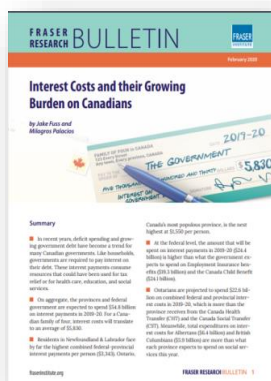 FRASER
RESEARCH BULLETIN
FRASER
INSTITUTE
February 2020
Interest Costs and their Growing
Burden on Canadians
by Jake Fuss and
Milagros Palacios
2017-20
THE GOVERNMENT
5,830
INTEREST ON
GOVERNMENT
Summary
In recent years, deficit spending and grow-
ing government debt have become a trend for
many Canadian governments. Like households,
governments are required to pay interest on
their debt. These interest payments consume
resources that could have been used for tax
relief or for health care, education, and social
services.
On aggregate, the provinces and federal
government are expected to spend $54.8 billion
on interest payments in 2019-20. For a Cana-
dian family of four, interest costs will translate
to an average of $5,830.
Residents in Newfoundland & Labrador face
by far the highest combined federal-provincial
interest payments per person ($3,343). Ontario,
Canada's most populous province, is the next
highest at $1,550 per person.
At the federal level, the amount that will be
spent on interest payments in 2019-20 ($24.4
billion) is higher than what the government ex-
pects to spend on Employment Insurance ben-
efits ($19.3 billion) and the Canada Child Benefit
($24.1 billion).
Ontarians are projected to spend $22.6 bil-
lion on combined federal and provincial inter-
est costs in 2019-20, which is more than the
province receives from the Canada Health
Transfer (CHT) and the Canada Social Transfer
(CST). Meanwhile, total expenditures on inter-
est costs for Albertans ($6.4 billion) and British
Columbians ($5.9 billion) are more than what
each province expects to spend on social ser-
vices this year.
fraserinstitute.org
FRASER RESEARCH BULLETIN 1